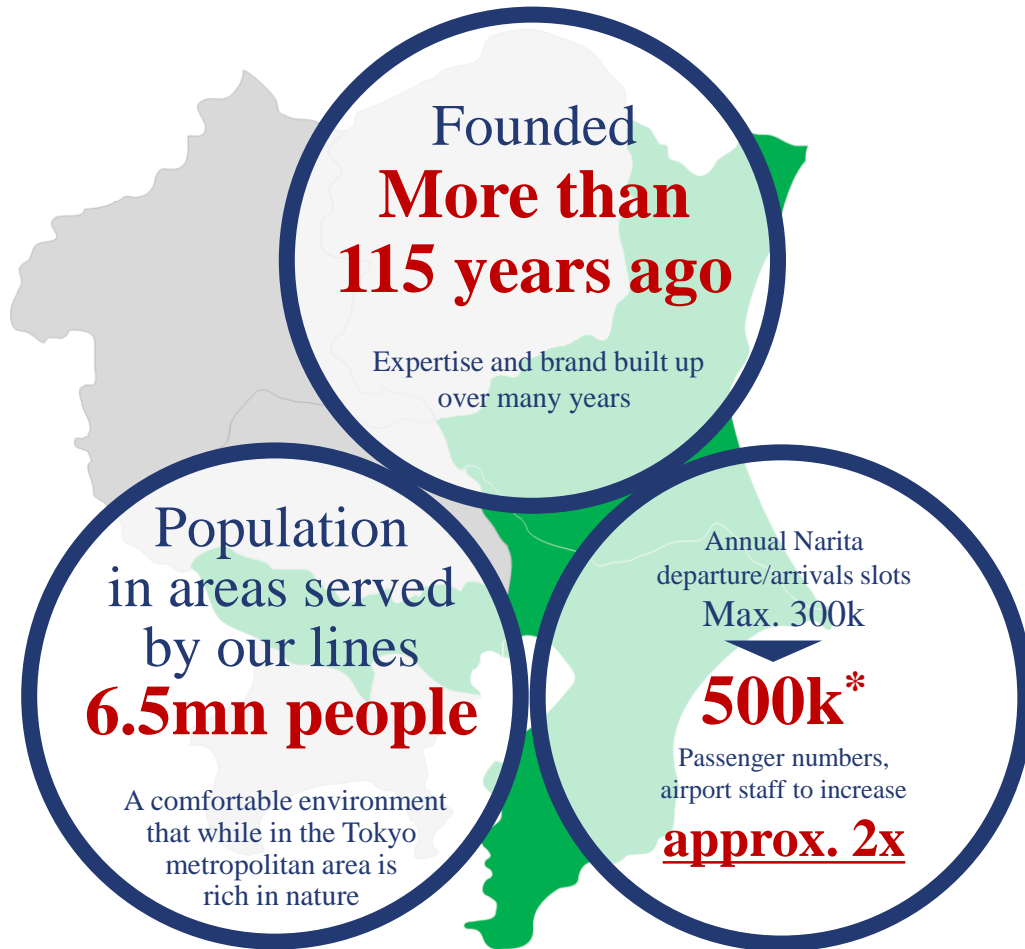 Founded
More than
115 years ago
Expertise and brand built up
over many years
Population
in areas served
by our lines
6.5mn people
A comfortable environment
that while in the Tokyo
metropolitan area is
rich in nature
Annual Narita
departure/arrivals slots
Max. 300k
500k*
Passenger numbers,
airport staff to increase
approx. 2x